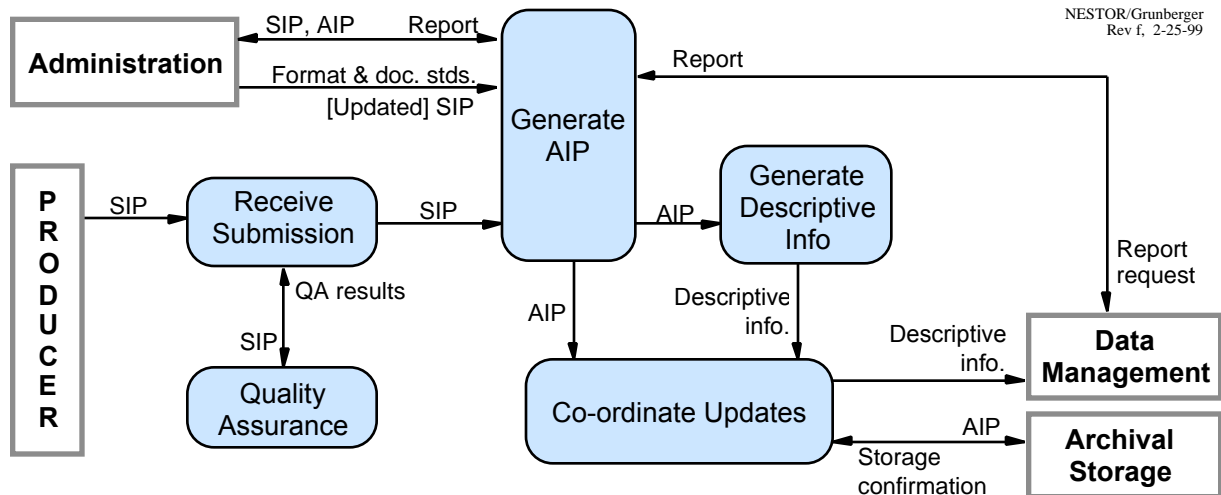 NESTOR/Grunberger
Rev f, 2-25-99
SIP, AIP
Report
Administration
Format & doc. stds.
[Updated] SIP
Generate
AIP
Report
PRODUCER
SIP
Receive
Submission
SIP
AIP
Generate
Descriptive
Info
QA results
SIP
Quality
Assurance
AIP
Descriptive
info.
Report
request
Co-ordinate Updates
Descriptive
info.
Data
Management
AIP
Storage
confirmation
Archival
Storage